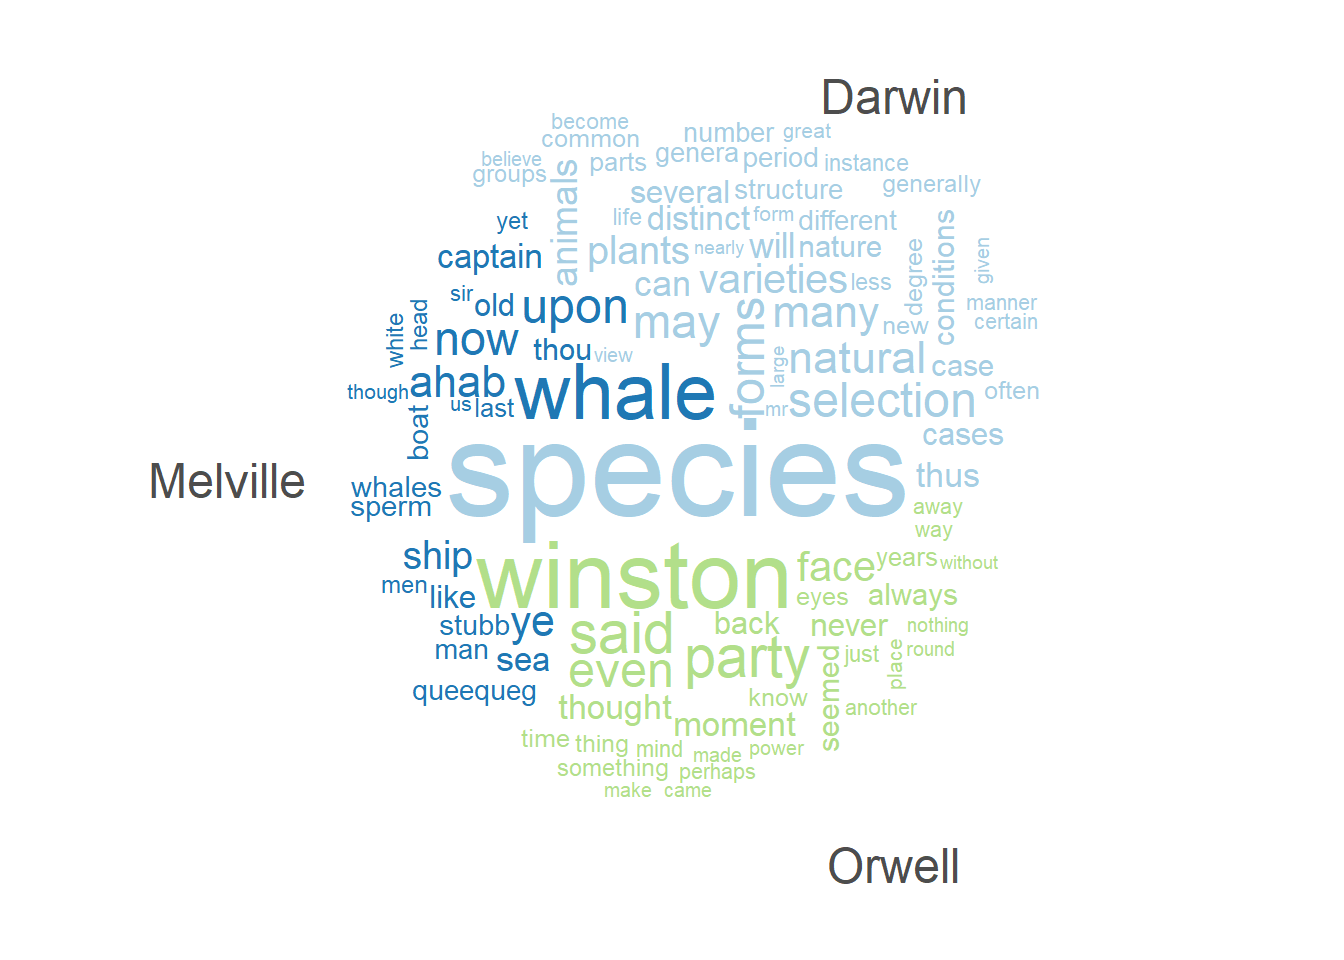 Darwin
become
common
number great
believe
groups
parts
genera period instance
animals
several structure generally
yet
life distinct form different
captain
plants nearly will nature
conditions
given
degree
sir old upon
can varieties less
manner
certain
white
head
now thou view
may
forms
many new
large
natural case
though ahab whale
us last
boat
mr selection often
cases
Melville
whales
sperm
species
thus
away
way
ship winston face years without
men like
eyes always
stubb ye said back never nothing
man sea
even party
seemed
just place round
queequeg
thought moment know another
time thing mind made power
something perhaps
make came
Orwell